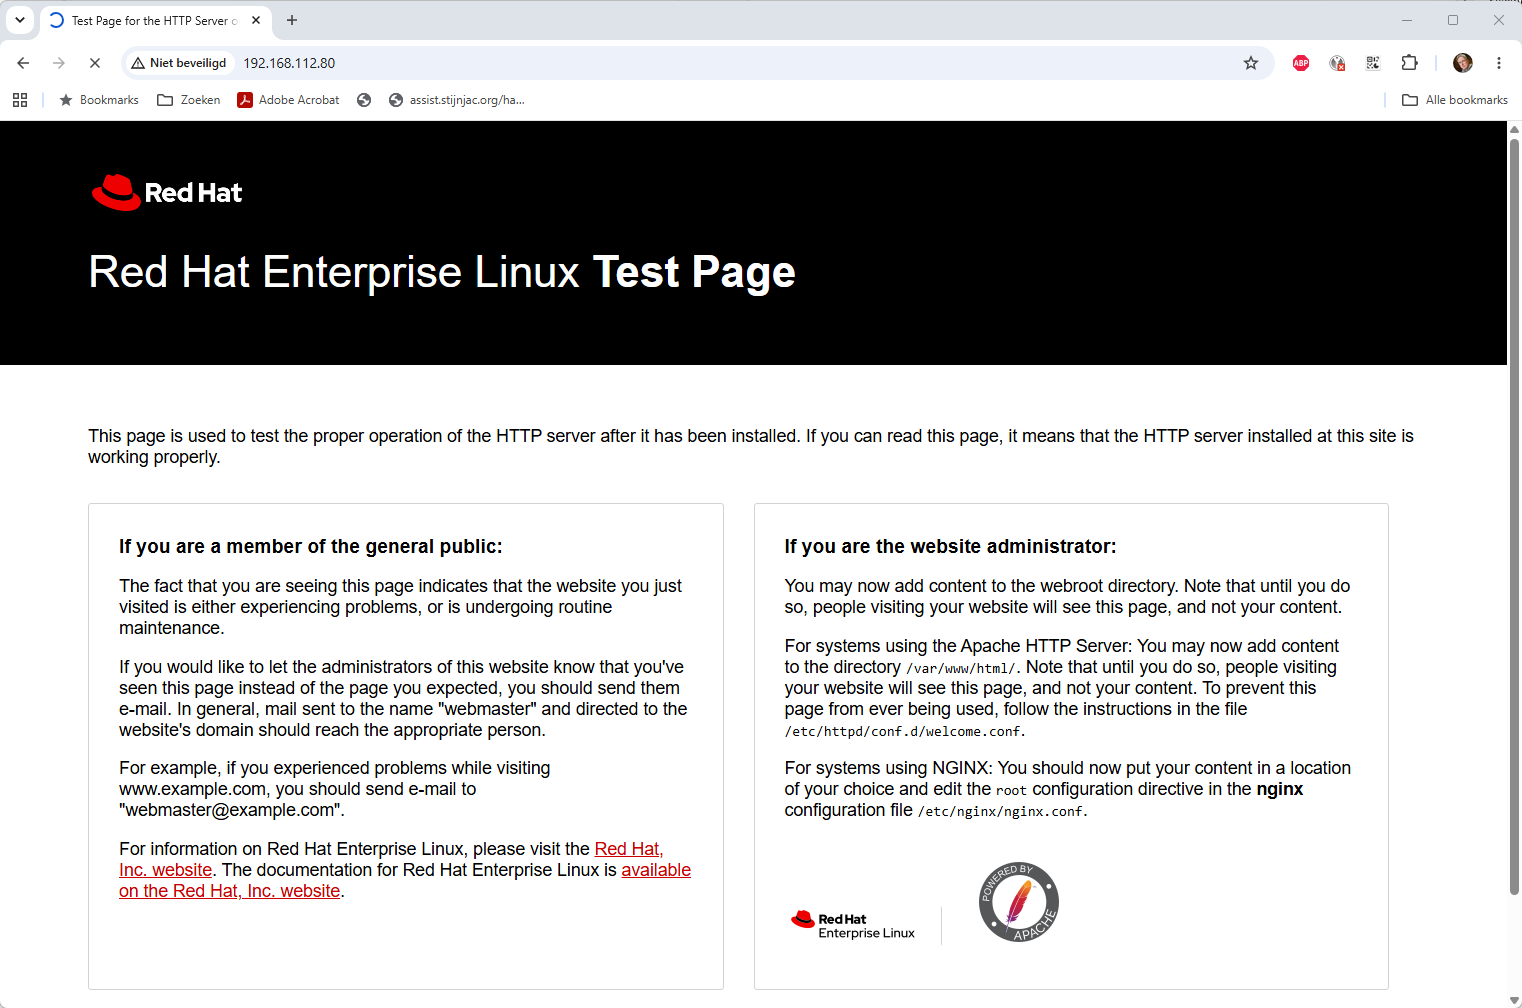 Test Page for the HTTP Server o
Niet beveiligd
192.168.112.80
ABP
Bookmarks
Zoeken
Adobe Acrobat
assist.stijnjac.org/ha...
Alle bookmarks
Red Hat
Red Hat Enterprise Linux Test Page
This page is used to test the proper operation of the HTTP server after it has been installed. If you can read this page, it means that the HTTP server installed at this site is
working properly.
If you are a member of the general public:
The fact that you are seeing this page indicates that the website you just
visited is either experiencing problems, or is undergoing routine
maintenance.
If you would like to let the administrators of this website know that you've
seen this page instead of the page you expected, you should send them
e-mail. In general, mail sent to the name "webmaster" and directed to the
website's domain should reach the appropriate person.
For example, if you experienced problems while visiting
www.example.com, you should send e-mail to
"webmaster@example.com".
For information on Red Hat Enterprise Linux, please visit the Red Hat,
Inc. website. The documentation for Red Hat Enterprise Linux is available
on the Red Hat, Inc. website.
If you are the website administrator:
You may now add content to the webroot directory. Note that until you do
so, people visiting your website will see this page, and not your content.
For systems using the Apache HTTP Server: You may now add content
to the directory /var/www/html/. Note that until you do so, people visiting
your website will see this page, and not your content. To prevent this
page from ever being used, follow the instructions in the file
/etc/httpd/conf.d/welcome.conf.
For systems using NGINX: You should now put your content in a location
of your choice and edit the root configuration directive in the nginx
configuration file /etc/nginx/nginx.conf.
Red Hat
Enterprise Linux
POWERED BY
APACHE